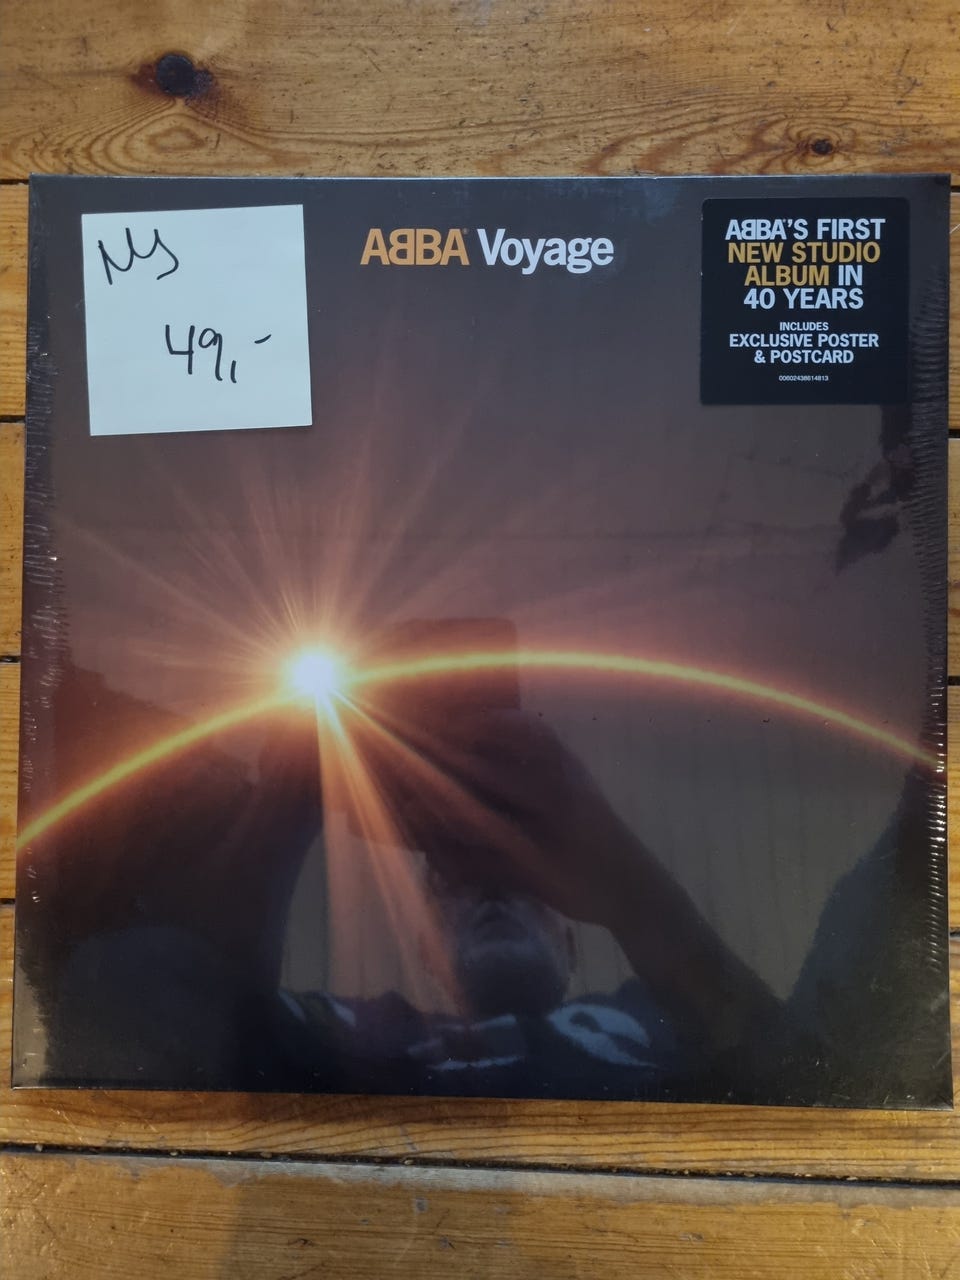 Ny
49,-
ABBA® Voyage
ABBA'S FIRST
NEW STUDIO
ALBUM IN
40 YEARS
INCLUDES
EXCLUSIVE POSTER
& POSTCARD
00602438614813